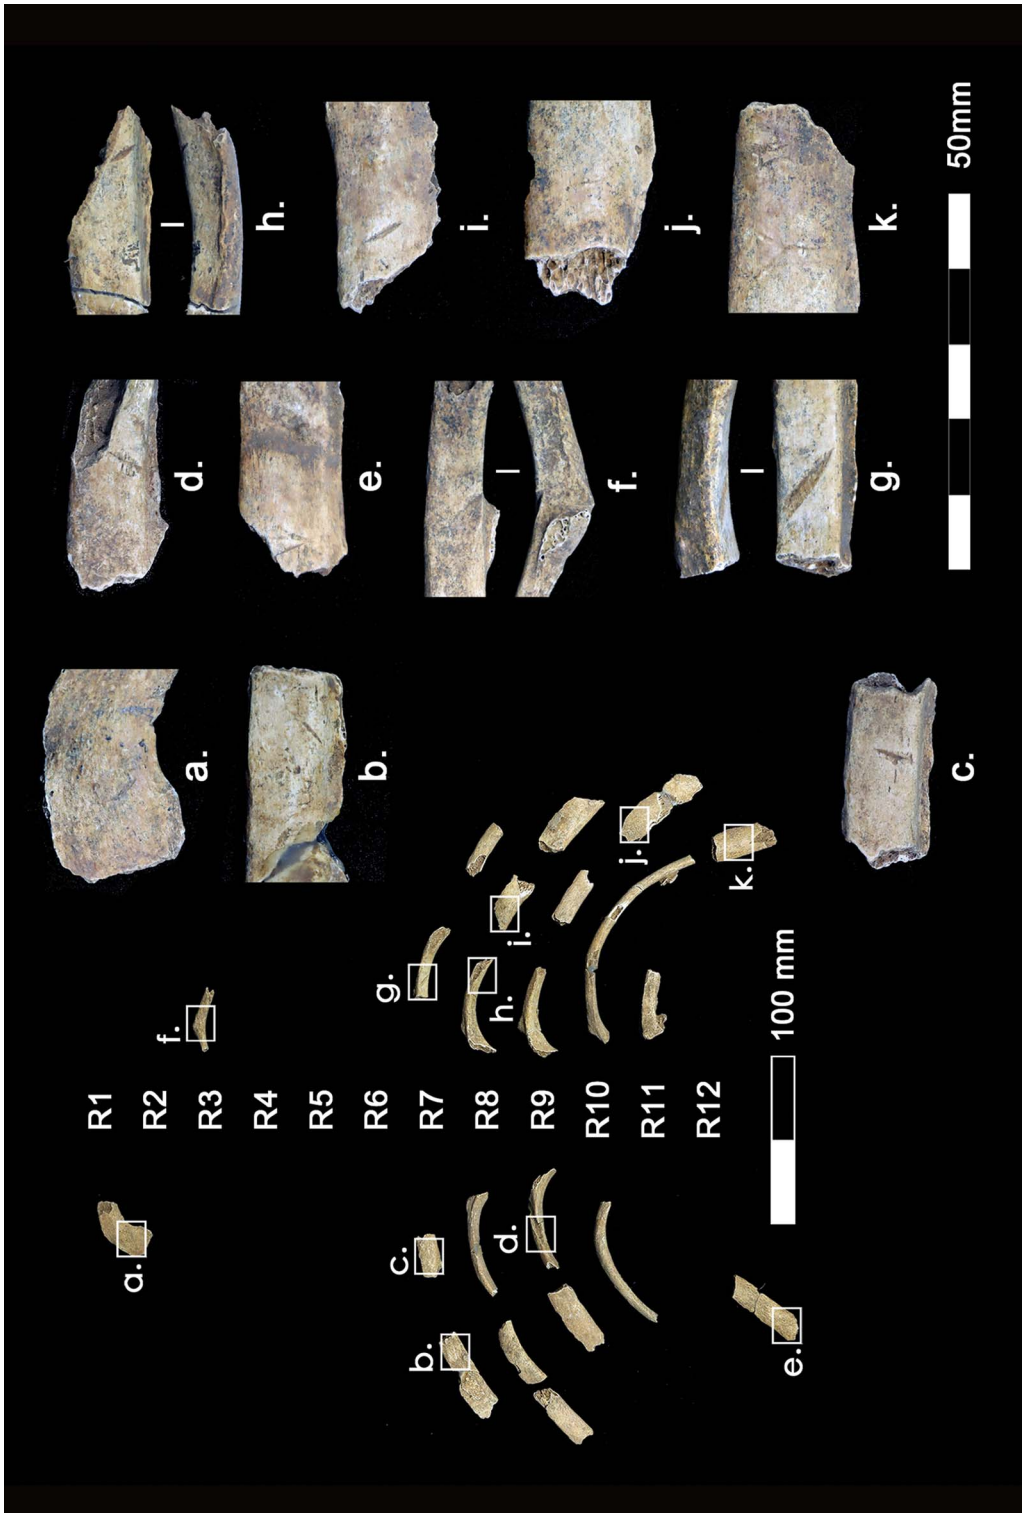 a.
b.
c.
d.
e.
f.
g.
h.
i.
j.
k.
50mm
R1
R2
R3
R4
R5
R6
R7
R8
R9
R10
R11
R12
a.
b.
c.
d.
e.
f.
g.
h.
i.
j.
k.
100 mm